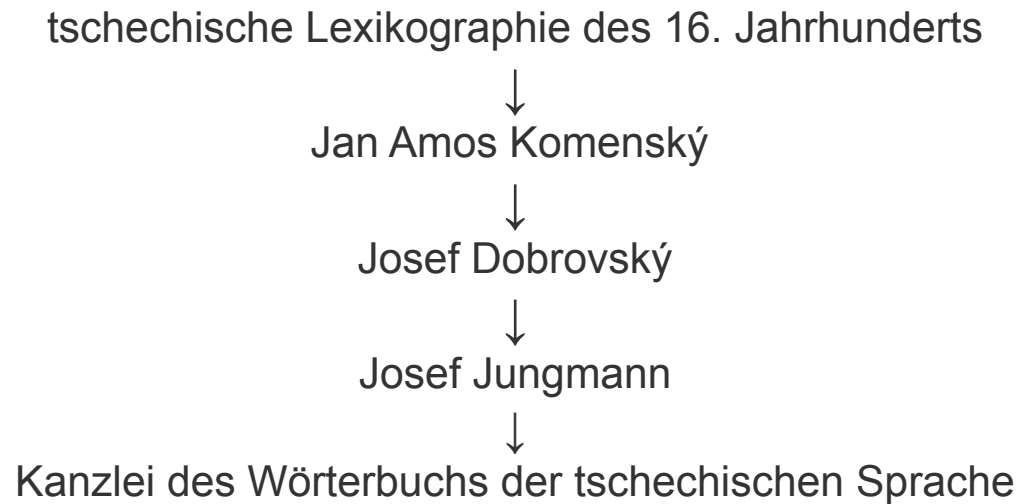 tschechische Lexikographie des 16. Jahrhunderts
↓
Jan Amos Komenský
↓
Josef Dobrovský
↓
Josef Jungmann
↓
Kanzlei des Wörterbuchs der tschechischen Sprache